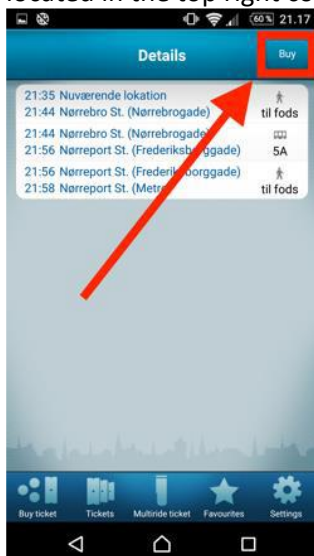 located in the top right co
60% 21.17
Details
Buy
21:35 Nuværende lokation
21:44 Nørrebro St. (Nørrebrogade)
til fods
21:44 Nørrebro St. (Nørrebrogade)
21:56 Nørreport St. (Frederiksborggade)
5A
21:56 Nørreport St. (Frederiksborggade)
21:58 Nørreport St. (Metro)
til fods
Buy ticket
Tickets
Multiride ticket
Favourites
Settings